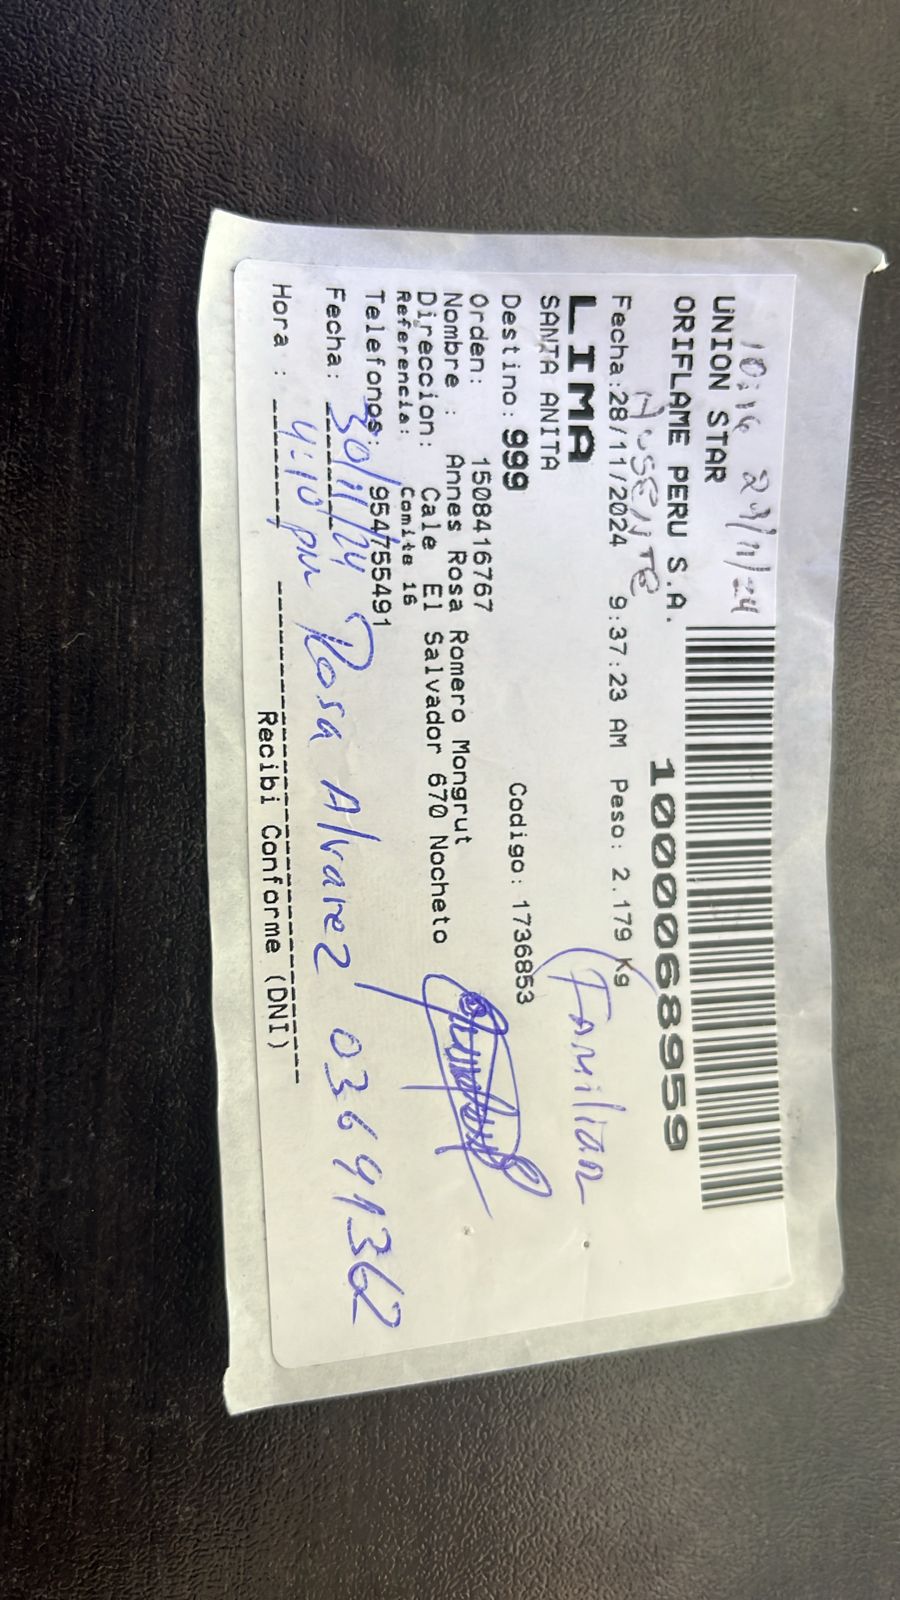 10:16 29/11/24
UNION STAR
ORIFLAME PERU S.A.
AUSENTE
10000068959
Fecha:28/11/2024 9:37:23 AM Peso: 2.179 Kg
LIMA
(Familiar
SANTA ANITA
Destino: 999 Codigo: 1736853
Orden: 1508416767
Nombre : Annes Rosa Romero Mongrut
Direccion: Cale El Salvador 670 Nocheto
Referencia: Comite 16
Telefonos: 954755491
Fecha: 30/11/24 Rosa Alvarez
Hora : 4:10 pm
Recibi Conforme (DNI)